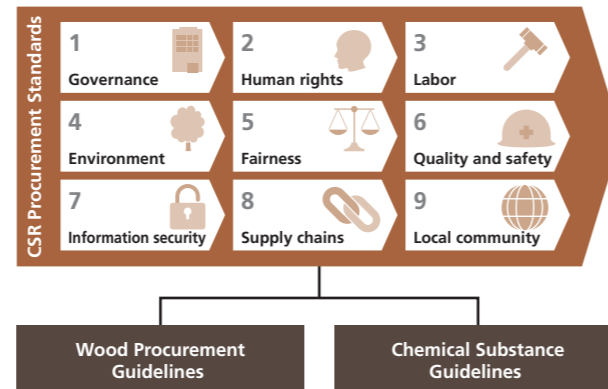 CSR Procurement Standards
1
Governance
2
Human rights
3
Labor
4
Environment
5
Fairness
6
Quality and safety
7
Information security
8
Supply chains
9
Local community
Wood Procurement
Guidelines
Chemical Substance
Guidelines